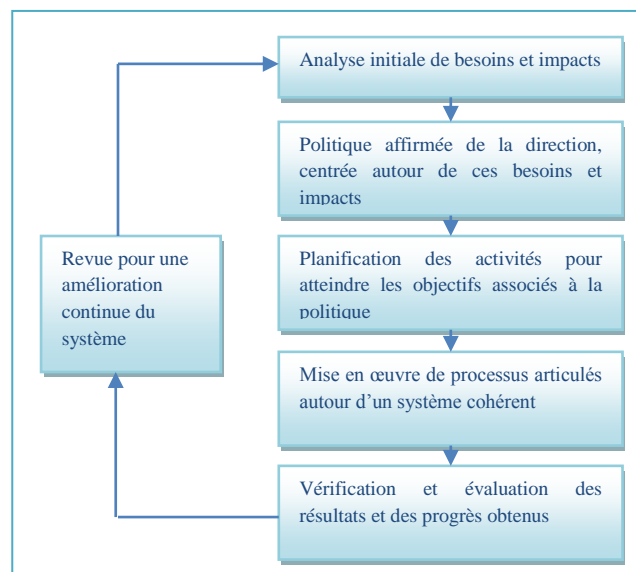 Analyse initiale de besoins et impacts
Politique affirmée de la direction,
centrée autour de ces besoins et
impacts
Planification des activités pour
atteindre les objectifs associés à la
politique
Mise en œuvre de processus articulés
autour d'un système cohérent
Vérification et évaluation des
résultats et des progrès obtenus
Revue pour une
amélioration
continue du
système